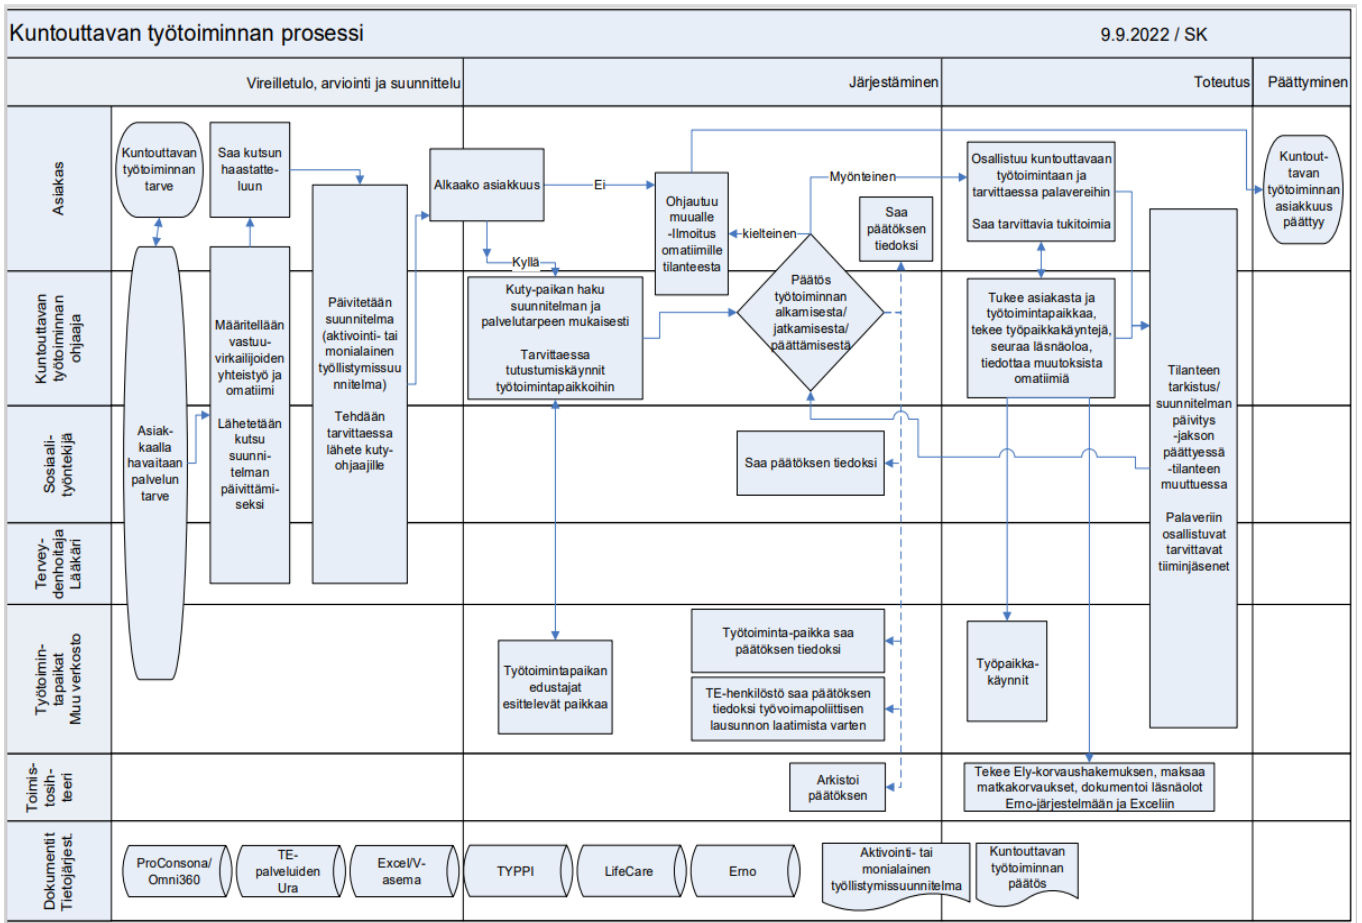 Kuntouttavan työtoiminnan prosessi
9.9.2022 / SK
Vireilletulo, arviointi ja suunnittelu
Järjestäminen
Toteutus
Päättyminen
Asiakas
Kuntouttavan
työtoiminnan
tarve
Saa kutsun
haastatte-
luun
Alkaako asiakkuus
Ei
Kyllä
Ohjautuu
muualle
-Ilmoitus
omatiimille
tilanteesta
Myönteinen
kielteinen
Saa
päätöksen
tiedoksi
Osallistuu kuntouttavaan
työtoimintaan ja
tarvittaessa palavereihin
Saa tarvittavia tukitoimia
Kuntout-
tavan
työtoiminnan
asiakkuus
päättyy
Kuntouttavan
työtoiminnan
ohjaaja
Määritellään
vastuu-
virkailijoiden
yhteistyö ja
omatiimi
Lähetetään
kutsu
suunni-
telman
päivittämi-
seksi
Päivitetään
suunnitelma
(aktivointi- tai
monialainen
työllistymissuu
nnitelma)
Tehdään
tarvittaessa
lähete kuty-
ohjaajille
Kuty-paikan haku
suunnitelman ja
palvelutarpeen mukaisesti
Tarvittaessa
tutustumiskäynnit
työtoimintapaikkoihin
Päätös
työtoiminnan
alkamisesta/
jatkamisesta/
päättämisestä
Tukee asiakasta ja
työtoimintapaikkaa,
tekee työpaikkakäyntejä,
seuraa läsnäoloa,
tiedottaa muutoksista
omatiimiä
Tilanteen
tarkistus/
suunnitelman
päivitys
-jakson
päättyessä
-tilanteen
muuttuessa
Palaveriin
osallistuvat
tarvittavat
tiiminjäsenet
Sosiaali-
työntekijä
Asiak-
kaalla
havaitaan
palvelun
tarve
Saa päätöksen tiedoksi
Tervey-
denhoitaja
Lääkäri
Työtoimin-
tapaikat
Muu verkosto
Työtoimintapaikan
edustajat
esittelevät paikkaa
Työtoiminta-paikka saa
päätöksen tiedoksi
TE-henkilöstö saa päätöksen
tiedoksi työvoimapoliittisen
lausunnon laatimista varten
Työpaikka-
käynnit
Toimis-
tosih-
teeri
Arkistoi
päätöksen
Tekee Ely-korvaushakemuksen, maksaa
matkakorvaukset, dokumentoi läsnäolot
Erno-järjestelmään ja Exceliin
Dokumentit
Tietojärjest.
ProConsona/
Omni360
TE-
palveluiden
Ura
Excel/V-
asema
TYPPI
LifeCare
Erno
Aktivointi- tai
monialainen
työllistymissuunnitelma
Kuntouttavan
työtoiminnan
päätös